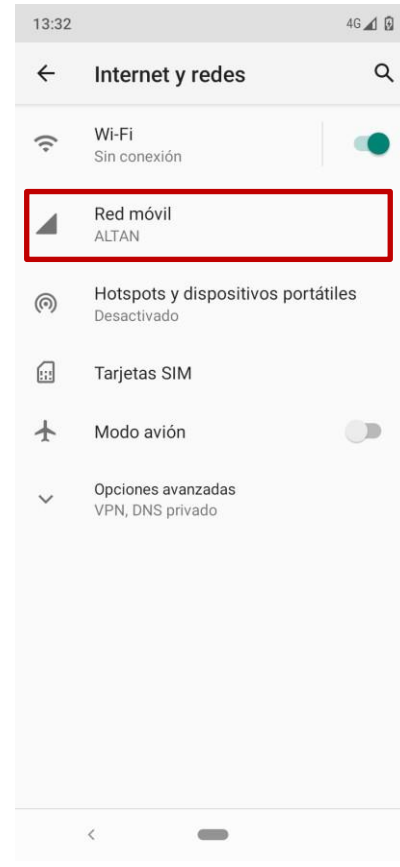 13:32 4G
Internet y redes
Wi-Fi
Sin conexión
Red móvil
ALTAN
Hotspots y dispositivos portátiles
Desactivado
Tarjetas SIM
Modo avión
Opciones avanzadas
VPN, DNS privado